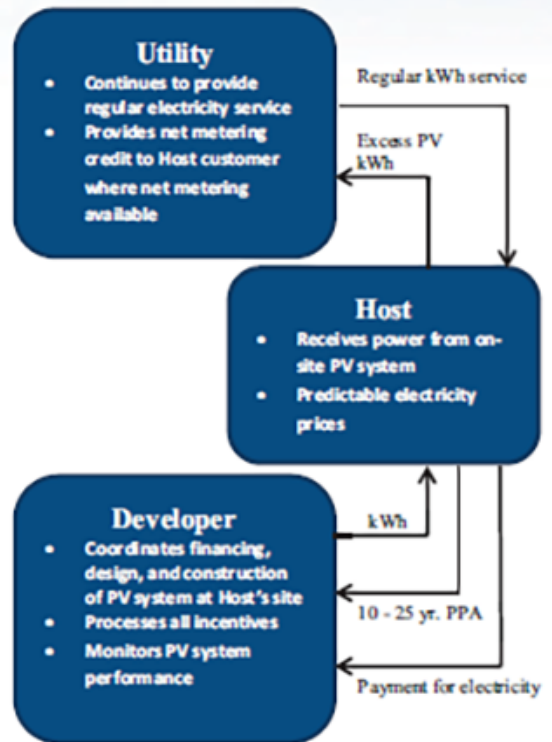 Utility
• Continues to provide
regular electricity service
• Provides net metering
credit to Host customer
where net metering
available
Regular kWh service
Excess PV
kWh
Host
• Receives power from on-
site PV system
• Predictable electricity
prices
Developer
• Coordinates financing,
design, and construction
of PV system at Host's site
• Processes all incentives
• Monitors PV system
performance
kWh
10 - 25 yr. PPA
Payment for electricity